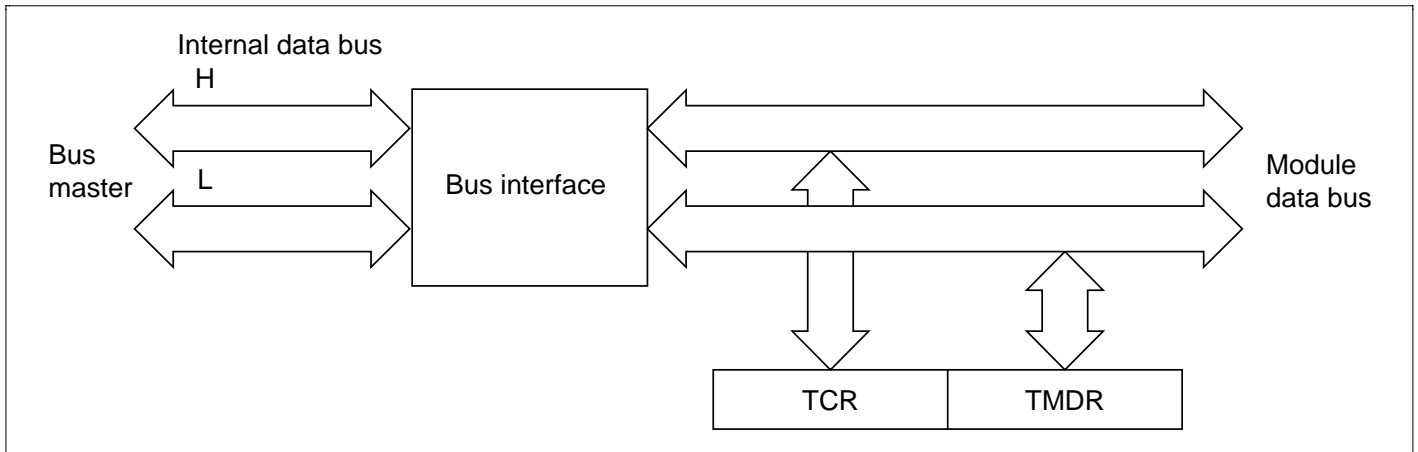 Internal data bus
H
Bus
master
L
Bus interface
Module
data bus
TCR
TMDR